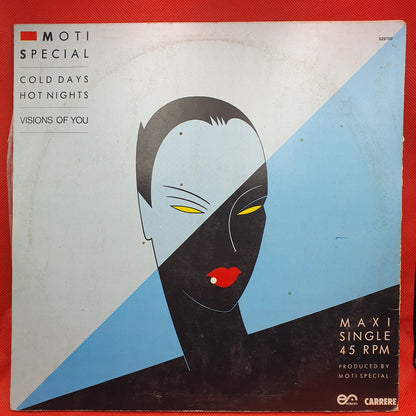 MOTI
SPECIAL
COLD DAYS
HOT NIGHTS
VISIONS OF YOU
MAXI
SINGLE
45 RPM
PRODUCED BY
MOTI SPECIAL
CARRERE